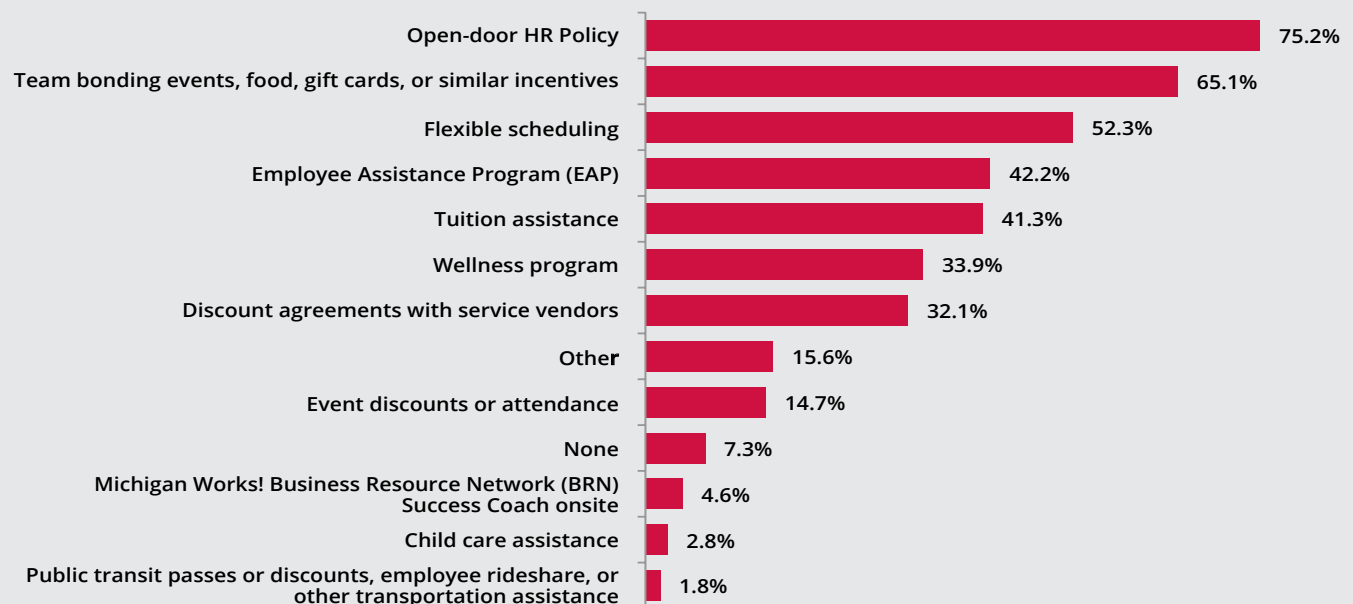 Open-door HR Policy 75.2%
Team bonding events, food, gift cards, or similar incentives 65.1%
Flexible scheduling 52.3%
Employee Assistance Program (EAP) 42.2%
Tuition assistance 41.3%
Wellness program 33.9%
Discount agreements with service vendors 32.1%
Other 15.6%
Event discounts or attendance 14.7%
None 7.3%
Michigan Works! Business Resource Network (BRN)
Success Coach onsite 4.6%
Child care assistance 2.8%
Public transit passes or discounts, employee rideshare, or
other transportation assistance 1.8%